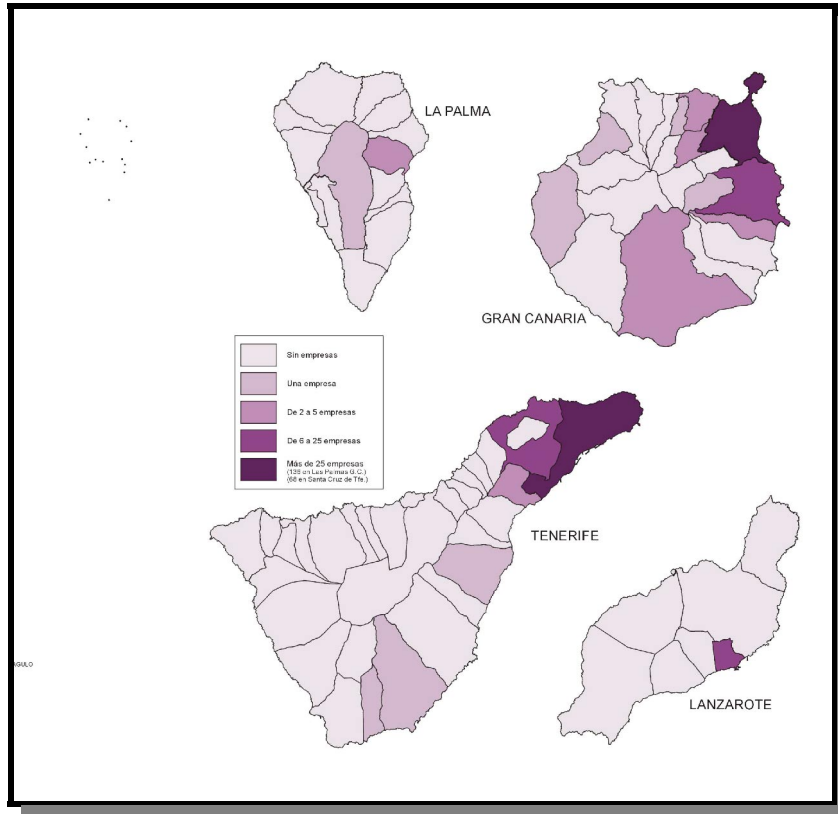 LA PALMA
GRAN CANARIA
Sin empresas
Una empresa
De 2 a 5 empresas
De 6 a 25 empresas
Más de 25 empresas
(135 en Las Palmas G.C.)
(68 en Santa Cruz de Tfe.)
TENERIFE
AGULO
LANZAROTE